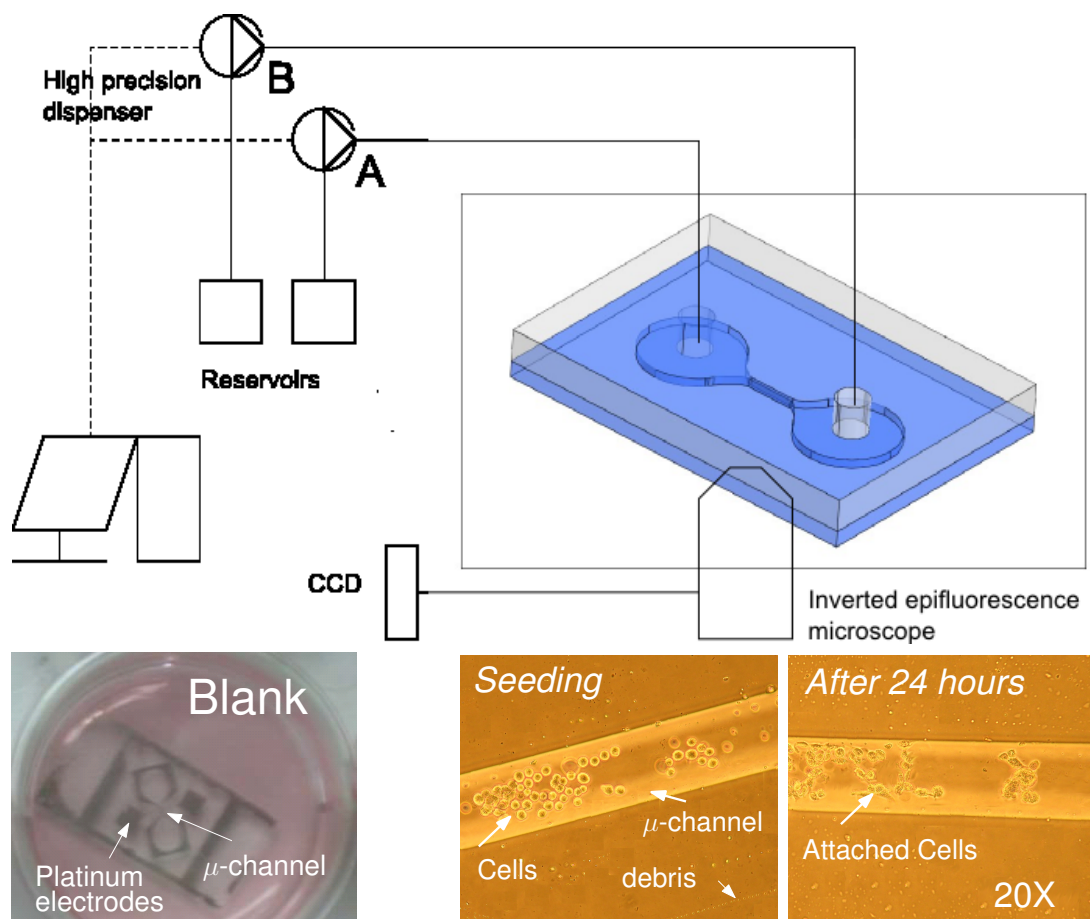 B
High precision
dispenser
A
Reservoirs
CCD
Inverted epifluorescence
microscope
Blank
μ-channel
Platinum
electrodes
Seeding
μ-channel
Cells
debris
After 24 hours
Attached Cells
20X